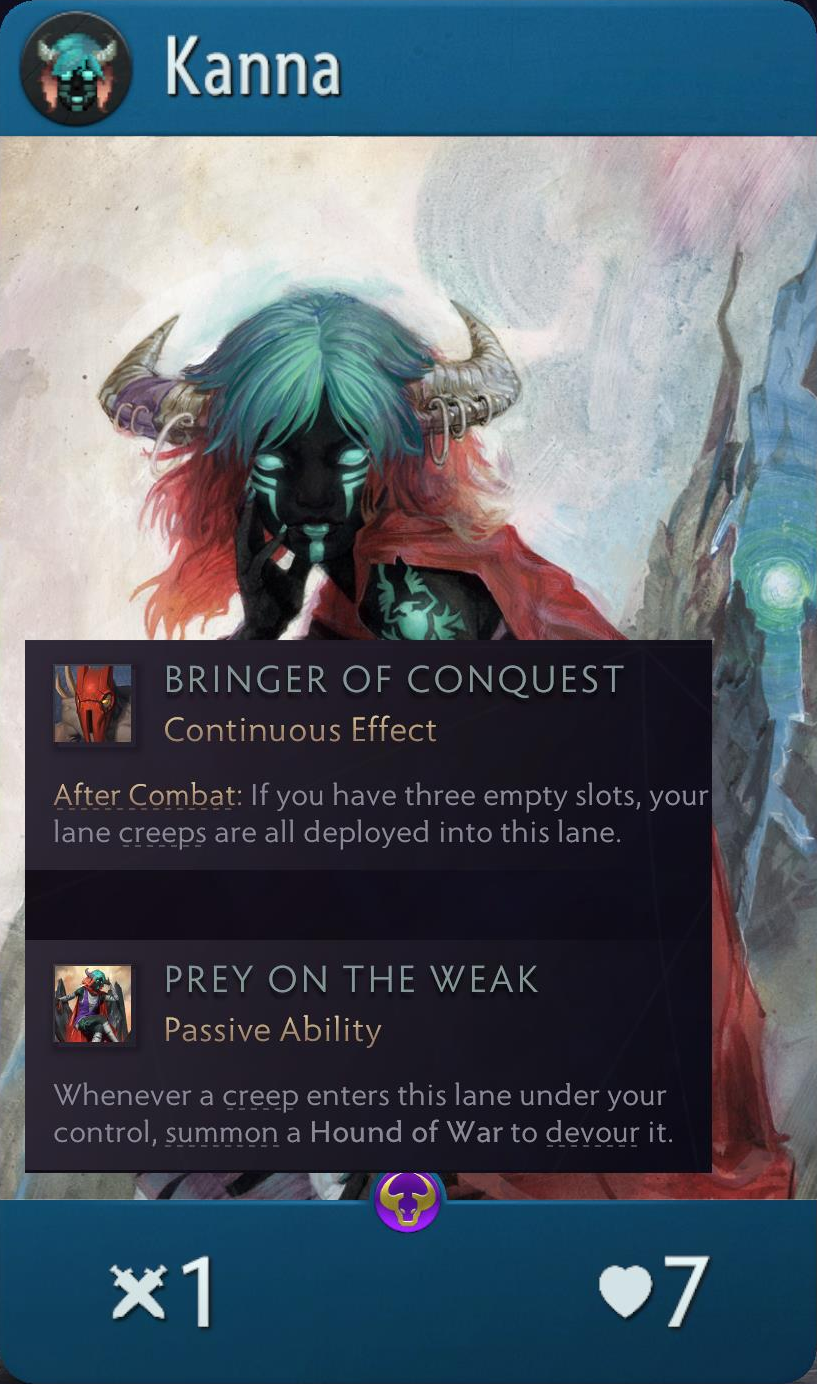 Kanna
BRINGER OF CONQUEST
Continuous Effect
After Combat: If you have three empty slots, your
lane creeps are all deployed into this lane.
PREY ON THE WEAK
Passive Ability
Whenever a creep enters this lane under your
control, summon a Hound of War to devour it.
1 7